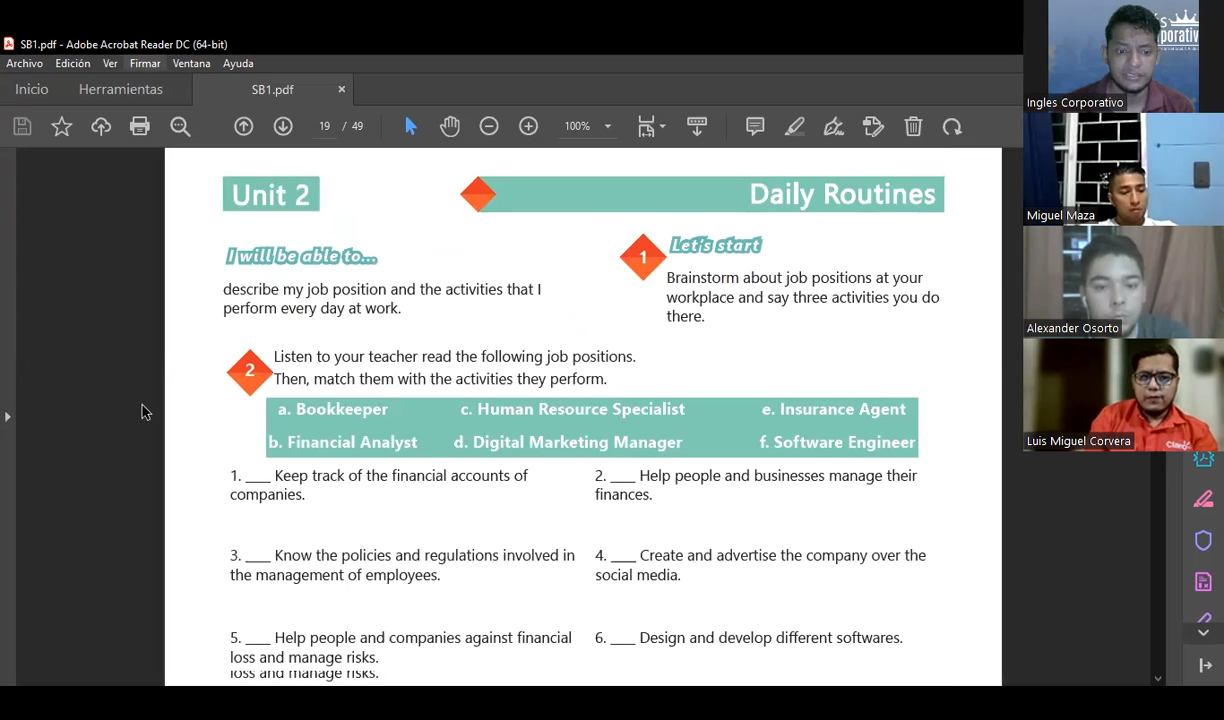 SB1.pdf - Adobe Acrobat Reader DC (64-bit)
Archivo Edición Ver Firmar Ventana Ayuda
Inicio Herramientas SB1.pdf ×
19 / 49 100%
Unit 2
Daily Routines
I will be able to...
describe my job position and the activities that I
perform every day at work.
1 Let's start
Brainstorm about job positions at your
workplace and say three activities you do
there.
2 Listen to your teacher read the following job positions.
Then, match them with the activities they perform.
a. Bookkeeper c. Human Resource Specialist e. Insurance Agent
b. Financial Analyst d. Digital Marketing Manager f. Software Engineer
1. ___ Keep track of the financial accounts of
companies.
2. ___ Help people and businesses manage their
finances.
3. ___ Know the policies and regulations involved in
the management of employees.
4. ___ Create and advertise the company over the
social media.
5. ___ Help people and companies against financial
loss and manage risks.
loss and manage risks.
6. ___ Design and develop different softwares.
Ingles Corporativo
Miguel Maza
Alexander Osorto
Luis Miguel Corvera
Claro